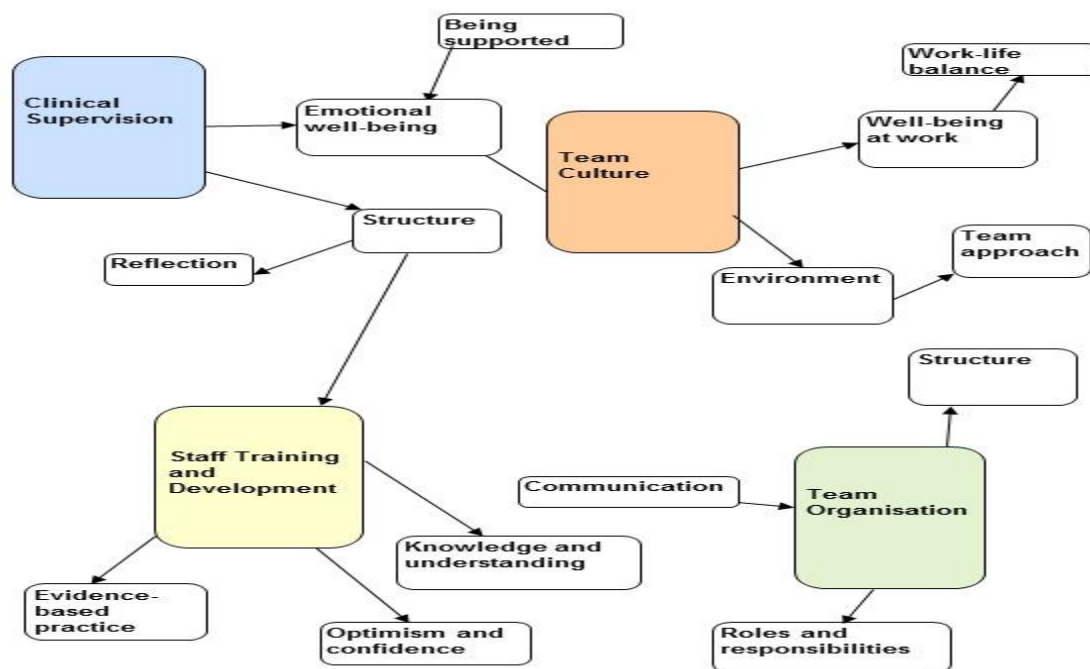 Being
supported
Work-life
balance
Clinical
Supervision
Emotional
well-being
Well-being
at work
Team
Culture
Structure
Reflection
Team
approach
Environment
Structure
Staff Training
and
Development
Communication
Team
Organisation
Knowledge and
understanding
Evidence-
based
practice
Optimism and
confidence
Roles and
responsibilities